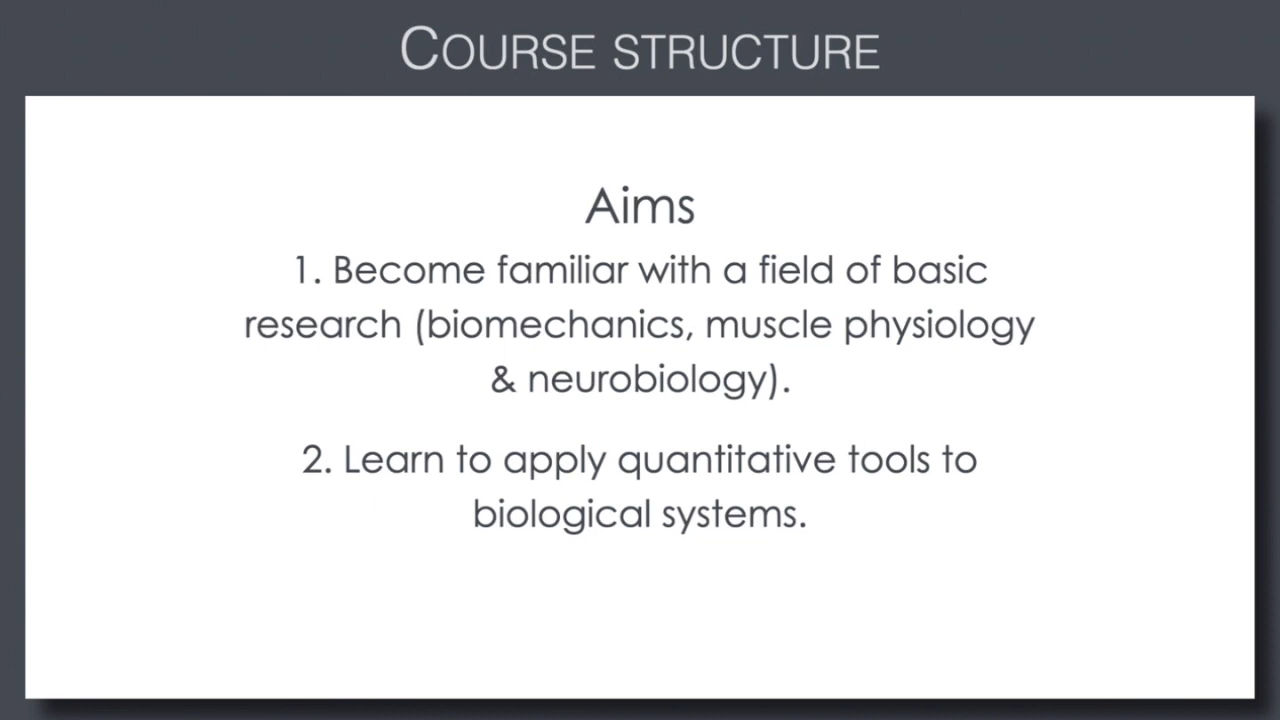 COURSE STRUCTURE
Aims
1. Become familiar with a field of basic
research (biomechanics, muscle physiology
& neurobiology).
2. Learn to apply quantitative tools to
biological systems.